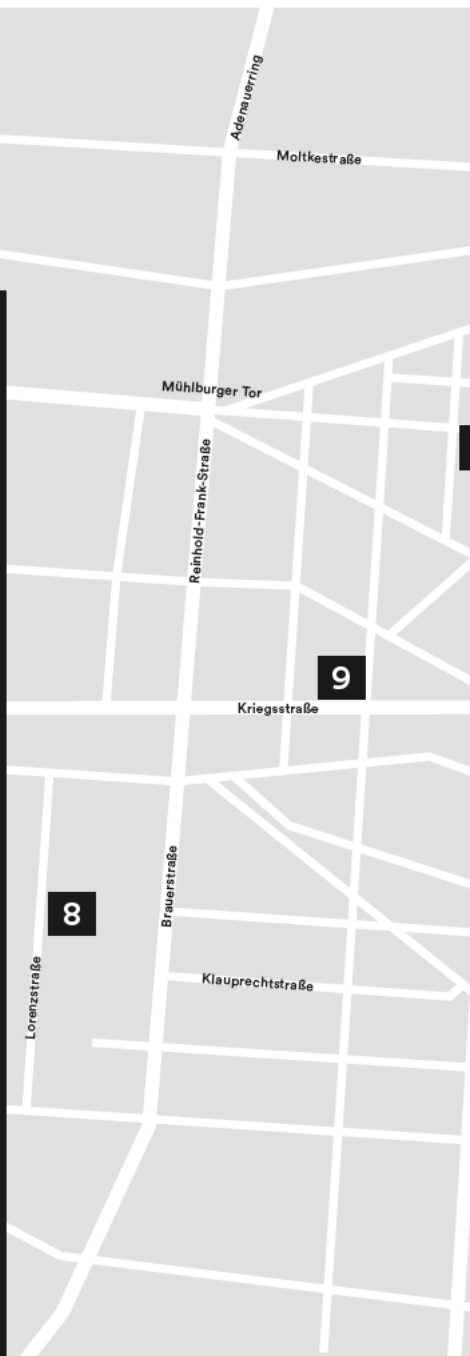 Adenauerring
Moltkestraße
Mühlburger Tor
Reinhold-Frank-Straße
9
Kriegsstraße
Brauerstraße
8
Lorenzstraße
Klauprechtstraße